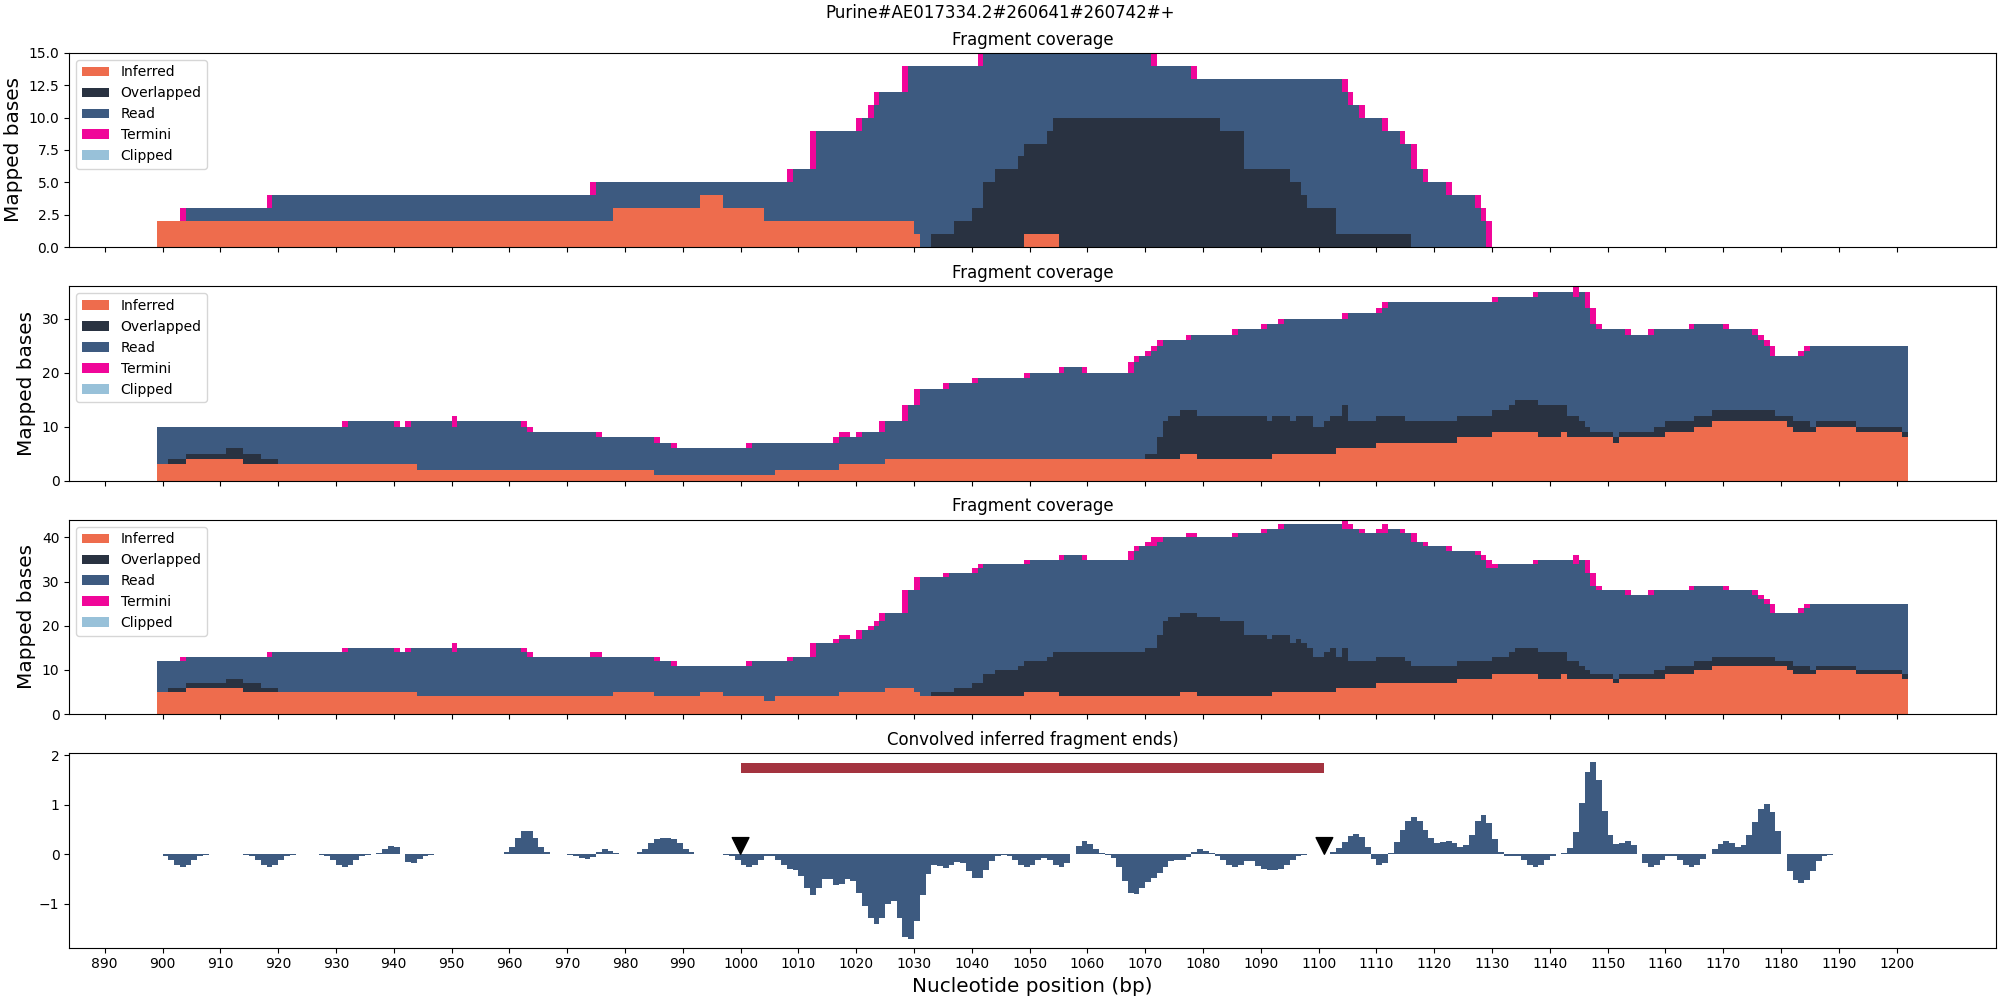 Purine#AE017334.2#260641#260742#+
Fragment coverage
15.0
12.5
10.0
7.5
5.0
2.5
0.0
Mapped bases
Inferred
Overlapped
Read
Termini
Clipped
Fragment coverage
30
20
10
0
Mapped bases
Inferred
Overlapped
Read
Termini
Clipped
Fragment coverage
40
30
20
10
0
Mapped bases
Inferred
Overlapped
Read
Termini
Clipped
Convolved inferred fragment ends)
2
1
0
−1
890 900 910 920 930 940 950 960 970 980 990 1000 1010 1020 1030 1040 1050 1060 1070 1080 1090 1100 1110 1120 1130 1140 1150 1160 1170 1180 1190 1200
Nucleotide position (bp)